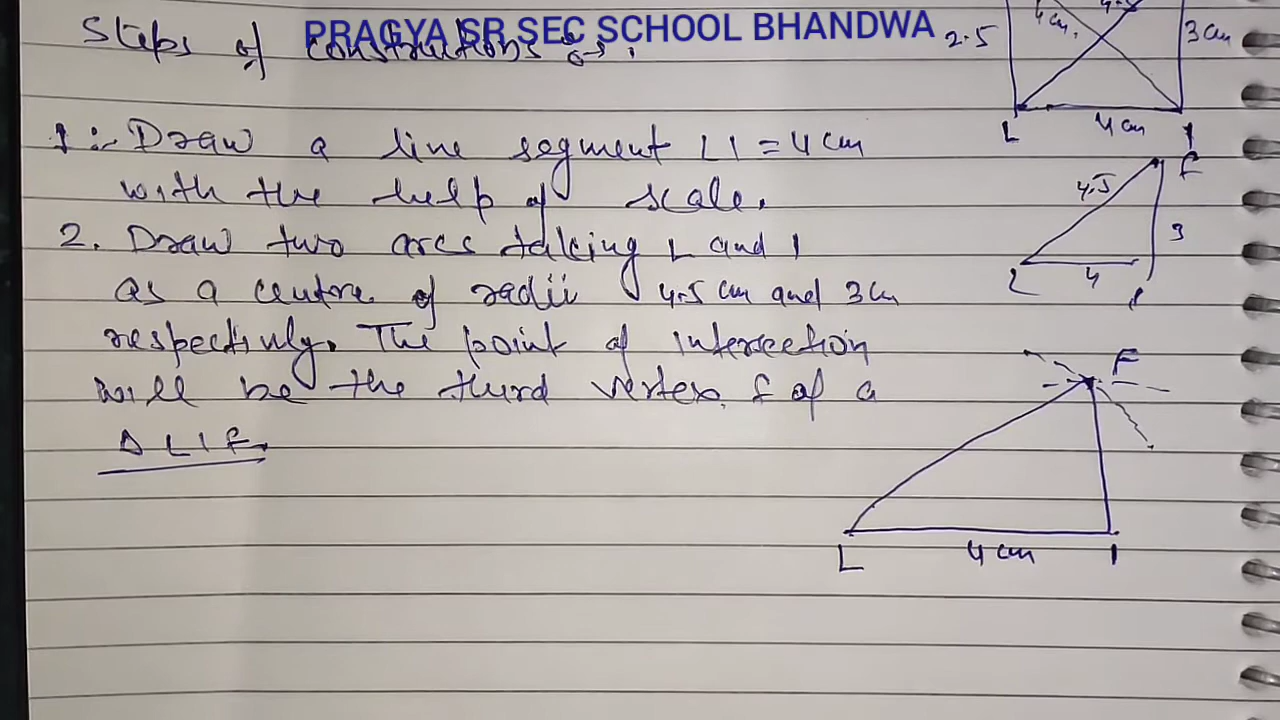 PRAGYA SR SEC SCHOOL BHANDWA
Steps of Constructions :
1:- Draw a line segment LI = 4 cm
with the help of scale.
2. Draw two arcs taking L and I
as a centre of radii 4.5 cm and 3 cm
respectively. The point of intersection
will be the third vertex F of a
Δ LIF.
2.5
4 cm.
4.5
3 cm
L
4 cm
I
4.5
F
3
L
4
I
F
L
4 cm
I